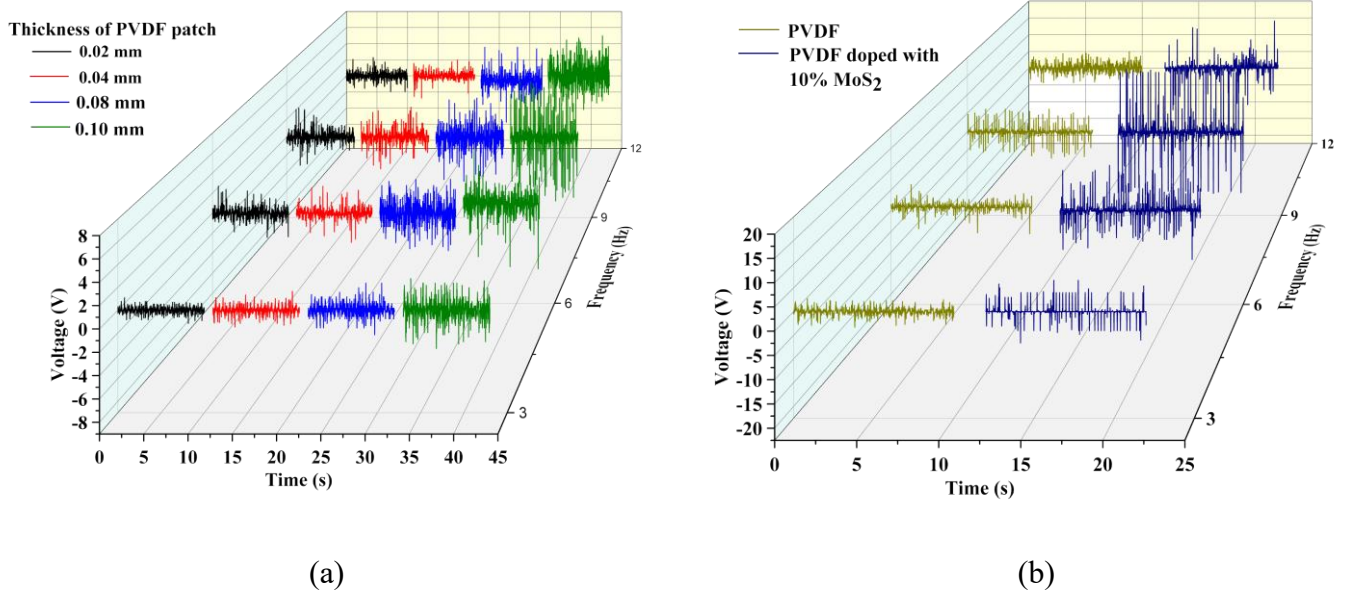 Thickness of PVDF patch
0.02 mm
0.04 mm
0.08 mm
0.10 mm
8
6
4
2
0
-2
-4
-6
-8
Voltage (V)
0 5 10 15 20 25 30 35 40 45
Time (s)
3
6
9
12
Frequency (Hz)
(a)
PVDF
PVDF doped with
10% MoS2
20
15
10
5
0
-5
-10
-15
-20
Voltage (V)
0 5 10 15 20 25
Time (s)
3
6
9
12
Frequency (Hz)
(b)